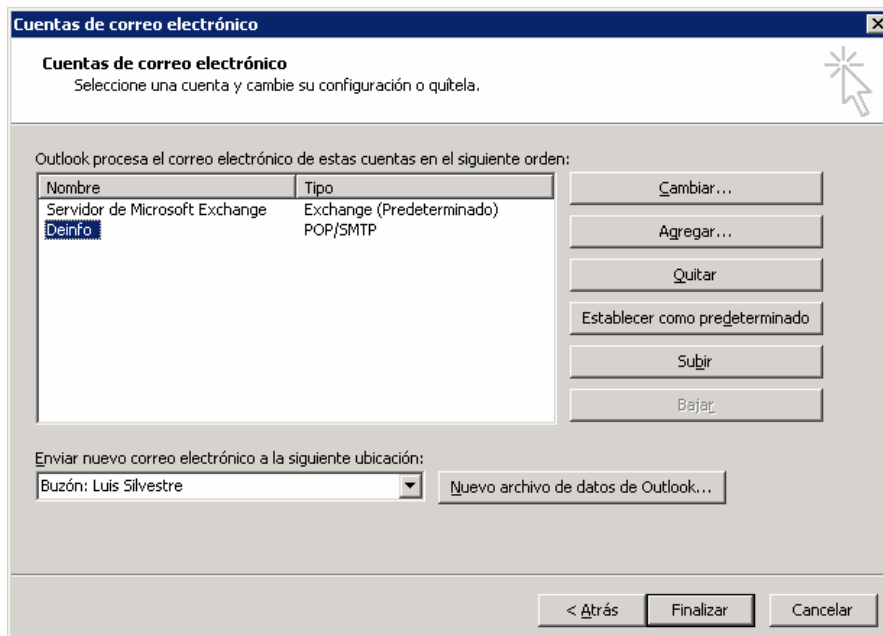 Cuentas de correo electrónico
Cuentas de correo electrónico
Seleccione una cuenta y cambie su configuración o quítela.
Outlook procesa el correo electrónico de estas cuentas en el siguiente orden:
Nombre Tipo
Servidor de Microsoft Exchange Exchange (Predeterminado)
Deinfo POP/SMTP
Cambiar...
Agregar...
Quitar
Establecer como predeterminado
Subir
Bajar
Enviar nuevo correo electrónico a la siguiente ubicación:
Buzón: Luis Silvestre Nuevo archivo de datos de Outlook...
< Atrás Finalizar Cancelar